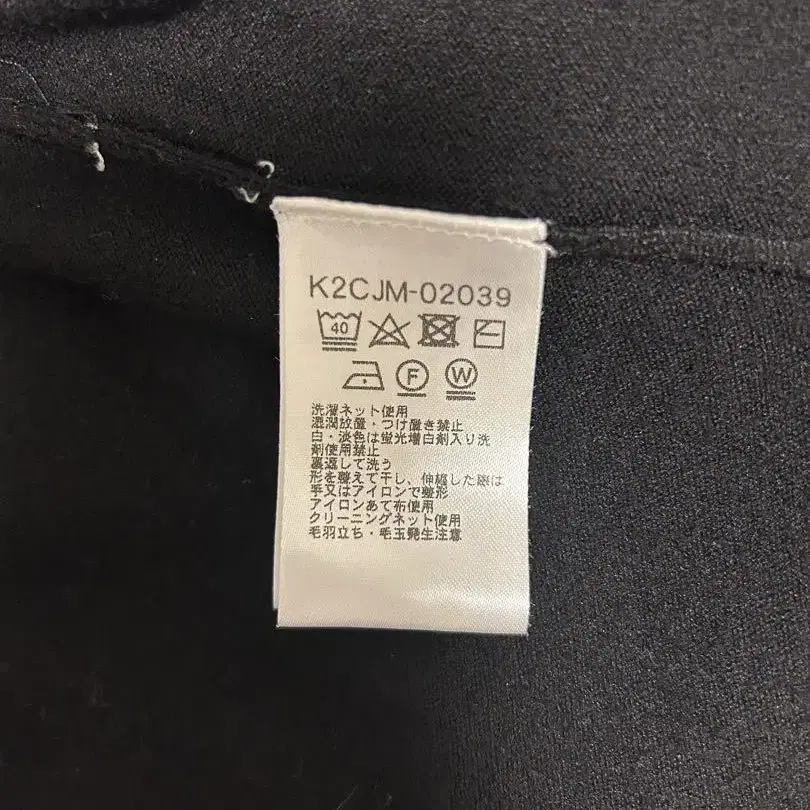 K2CJM-02039
40
F W
洗濯ネット使用
湿潤放置・つけ置き禁止
白・淡色は蛍光増白剤入り洗
剤使用禁止
裏返して洗う
形を整えて干し、伸縮した際は
手又はアイロンで整形
アイロンあて布使用
クリーニングネット使用
毛羽立ち・毛玉発生注意